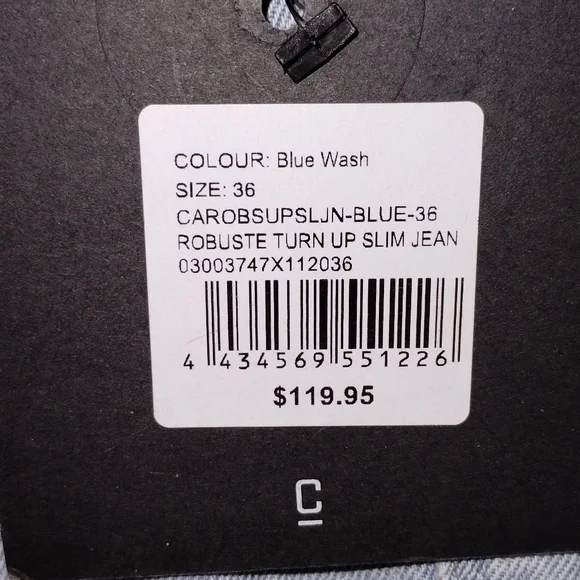 COLOUR: Blue Wash
SIZE: 36
CAROBSUPSLJN-BLUE-36
ROBUSTE TURN UP SLIM JEAN
03003747X112036
4 434569 551226
$119.95
C